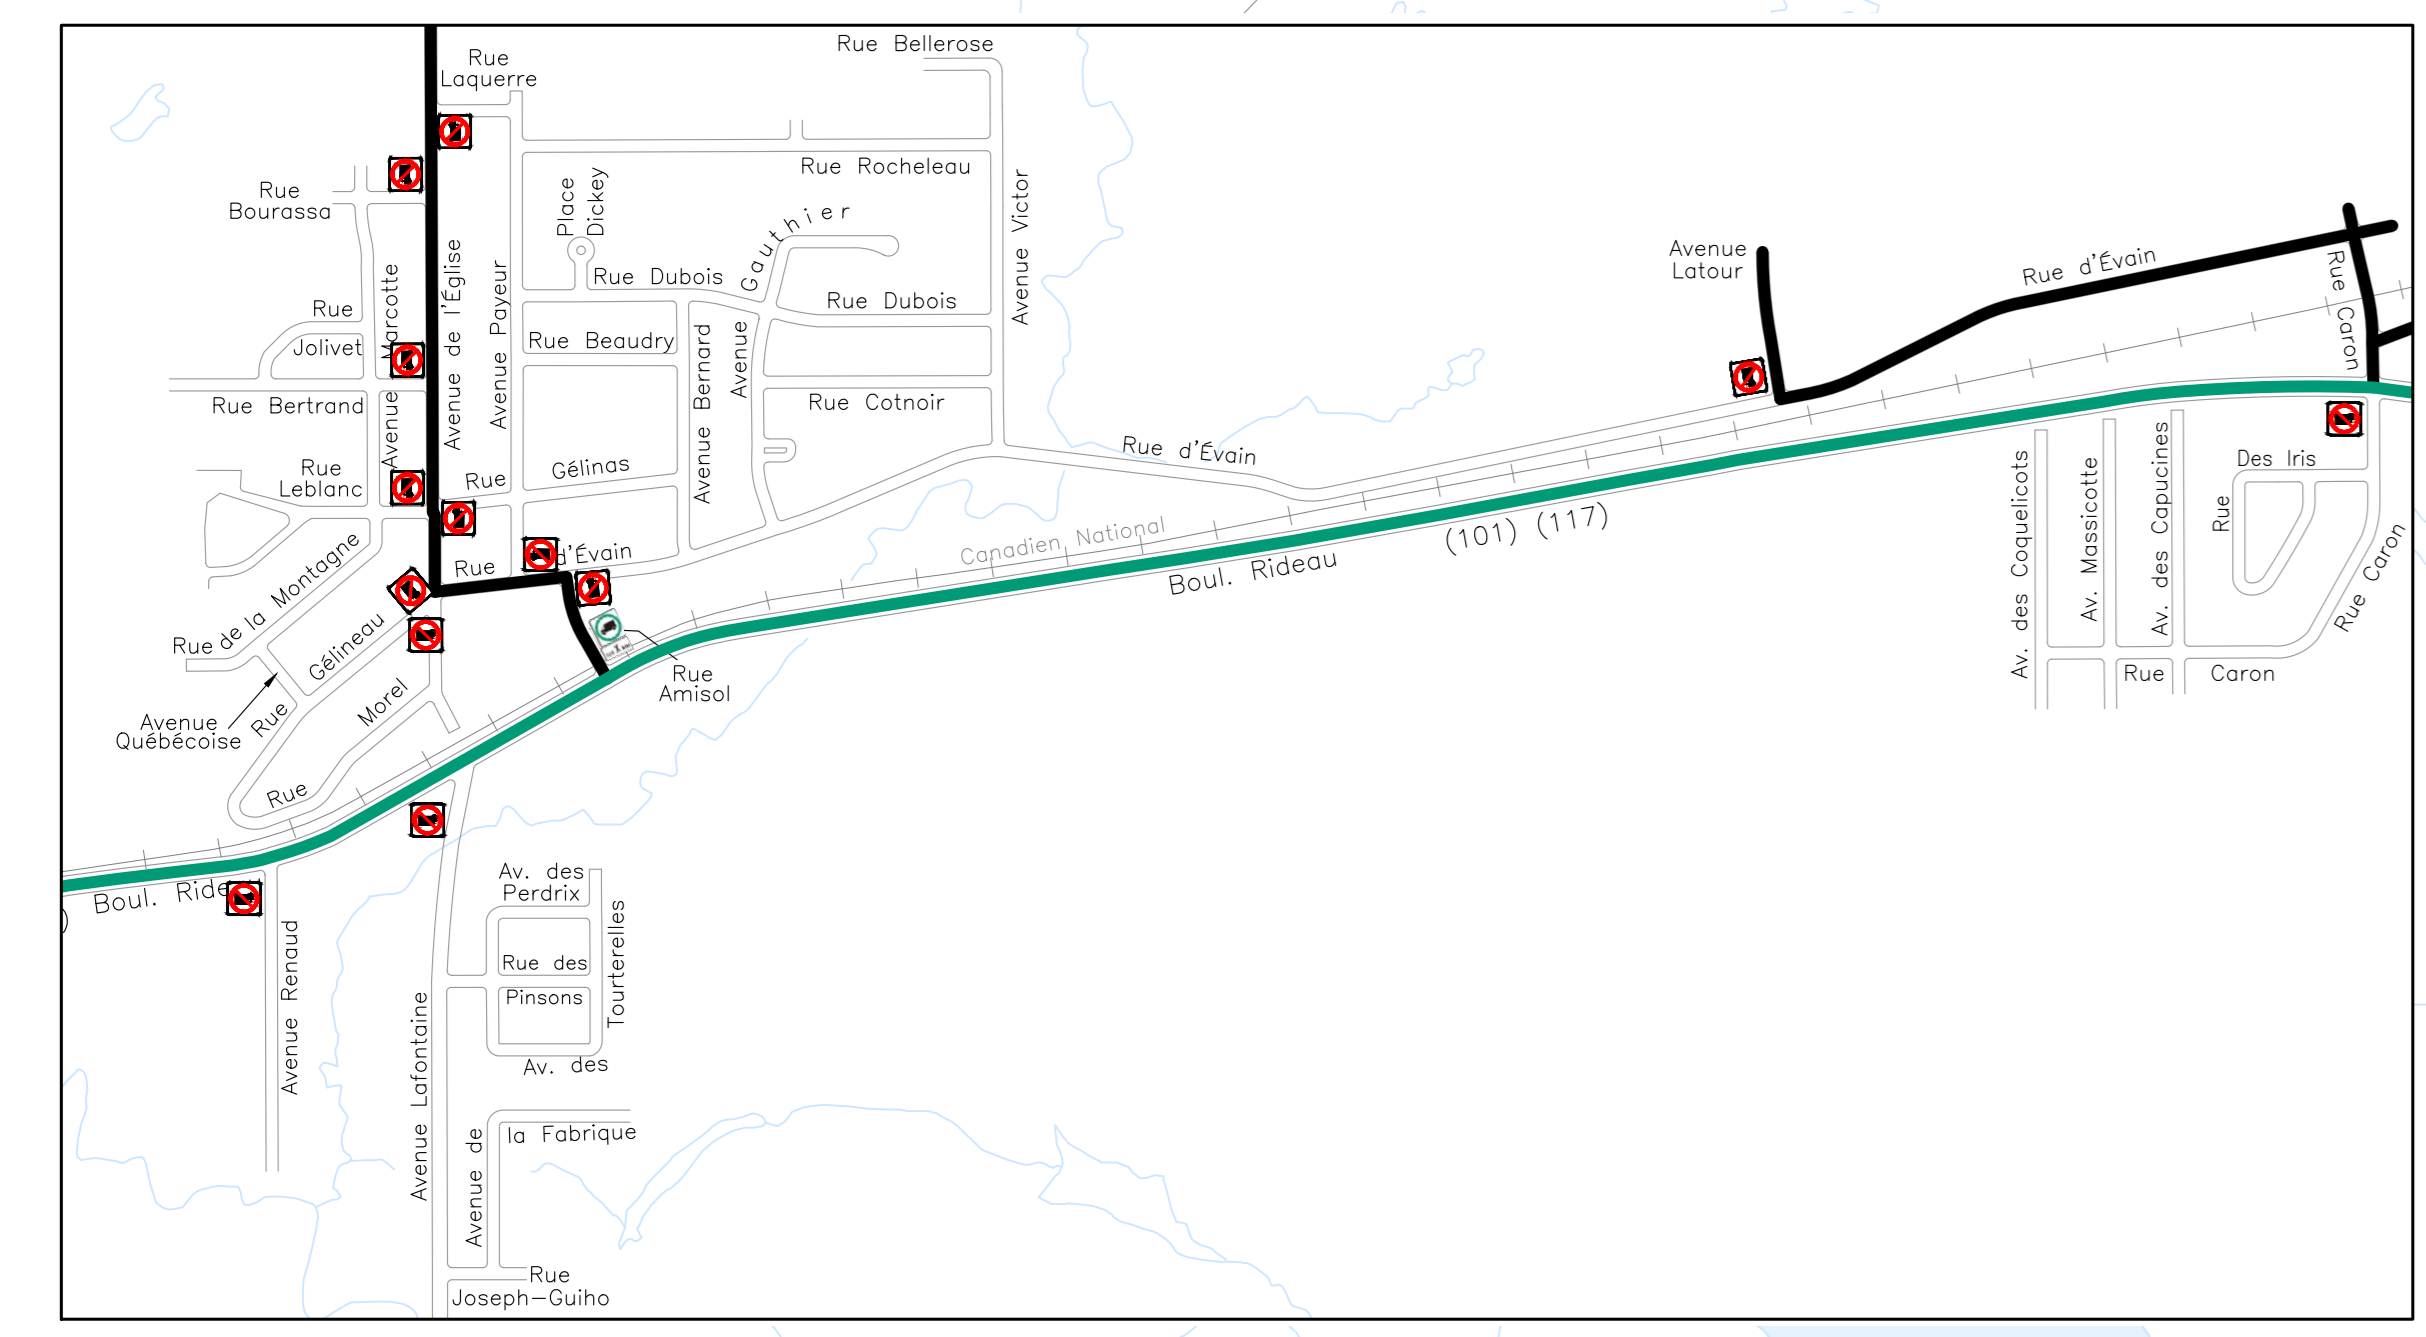 Rue Bellerose
Rue
Laquerre
Rue Rocheleau
Rue
Bourassa
Place
Dickey
Gauthier
Avenue Victor
Rue Dubois
Rue Dubois
Avenue
Latour
Rue d'Évain
Rue Caron
Rue
Jolivet
Avenue Marcotte
Avenue de l'Église
Avenue Payeur
Rue Beaudry
Avenue Bernard
Avenue
Rue Bertrand
Rue Cotnoir
Rue d'Évain
Rue
Leblanc
Rue Gélinas
Rue d'Évain
Canadien National
(101) (117)
Boul. Rideau
Rue de la Montagne
Rue Gélineau
Rue
Amisol
Rue Morel
Avenue
Québécoise
Av. des Coquelicots
Av. Massicotte
Av. des Capucines
Des Iris
Rue
Rue Caron
Rue Caron
Boul. Ride
Avenue Renaud
Avenue Lafontaine
Av. des
Perdrix
Rue des
Pinsons
Tourterelles
Av. des
Avenue de
la Fabrique
Rue
Joseph-Guiho